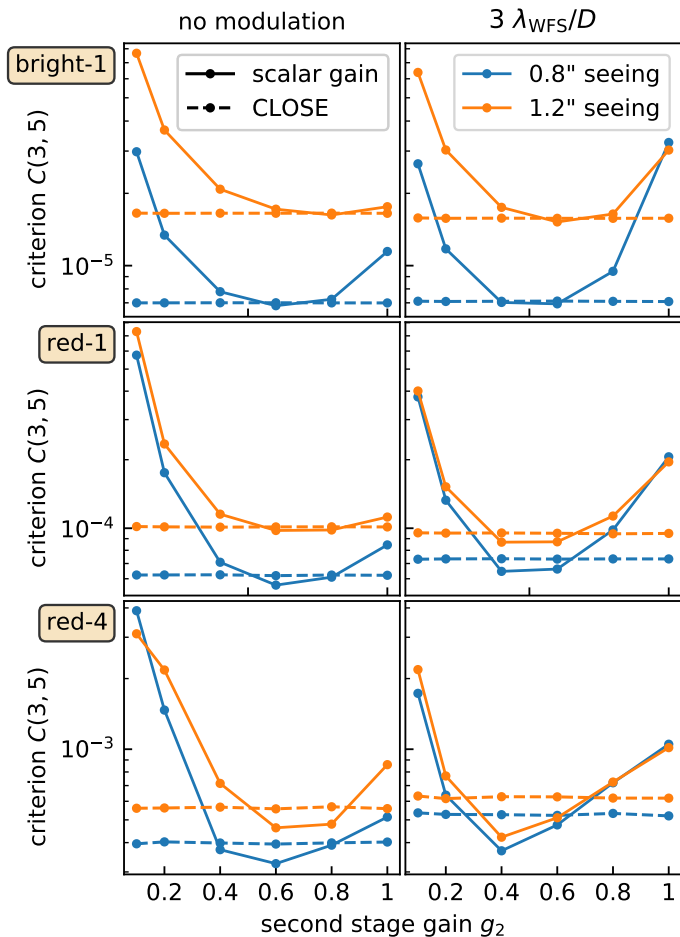 no modulation
3 λ_WFS/D
bright-1
scalar gain
CLOSE
0.8" seeing
1.2" seeing
criterion C(3, 5)
10⁻⁵
red-1
criterion C(3, 5)
10⁻⁴
red-4
criterion C(3, 5)
10⁻³
0.2 0.4 0.6 0.8 1 0.2 0.4 0.6 0.8 1
second stage gain g₂